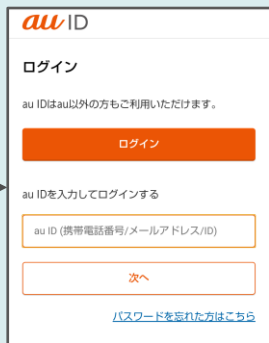 au ID
ログイン
au IDはau以外の方もご利用いただけます。
ログイン
au IDを入力してログインする
au ID (携帯電話番号/メールアドレス/ID)
次へ
パスワードを忘れた方はこちら